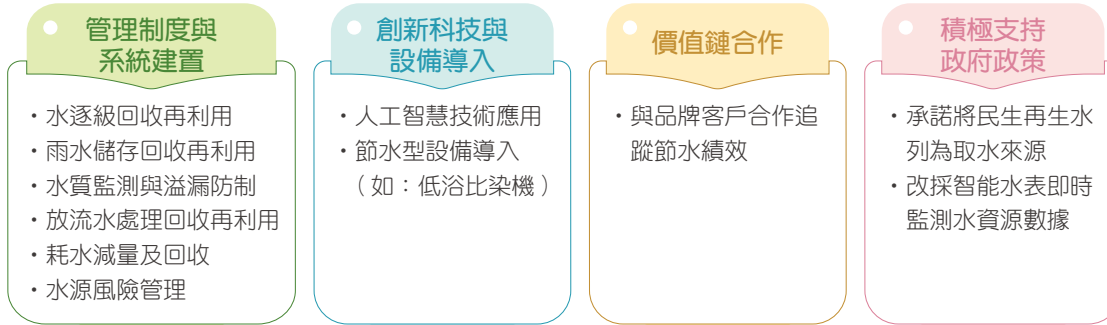 管理制度與
系統建置
・水逐級回收再利用
・雨水儲存回收再利用
・水質監測與溢漏防制
・放流水處理回收再利用
・耗水減量及回收
・水源風險管理
創新科技與
設備導入
・人工智慧技術應用
・節水型設備導入
（如：低浴比染機）
價值鏈合作
・與品牌客戶合作追
蹤節水績效
積極支持
政府政策
・承諾將民生再生水
列為取水來源
・改採智能水表即時
監測水資源數據